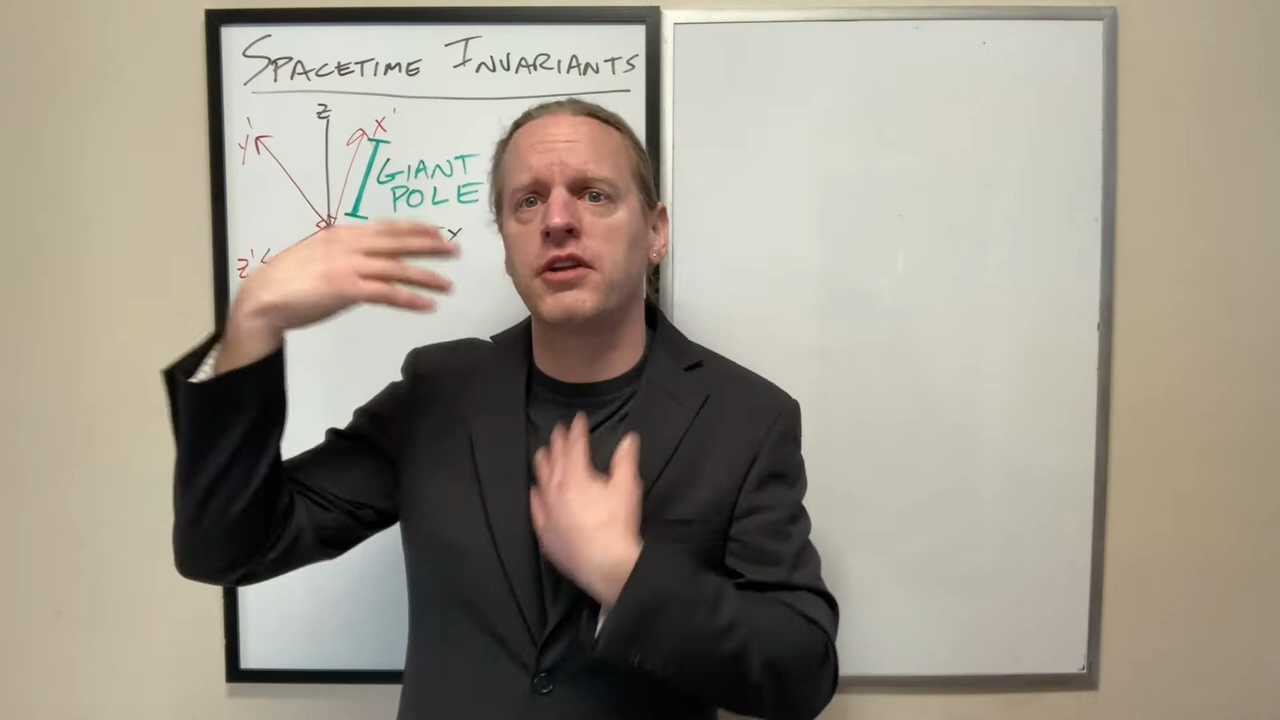 SPACETIME INVARIANTS
z
y' x'
GIANT
POLE
z'